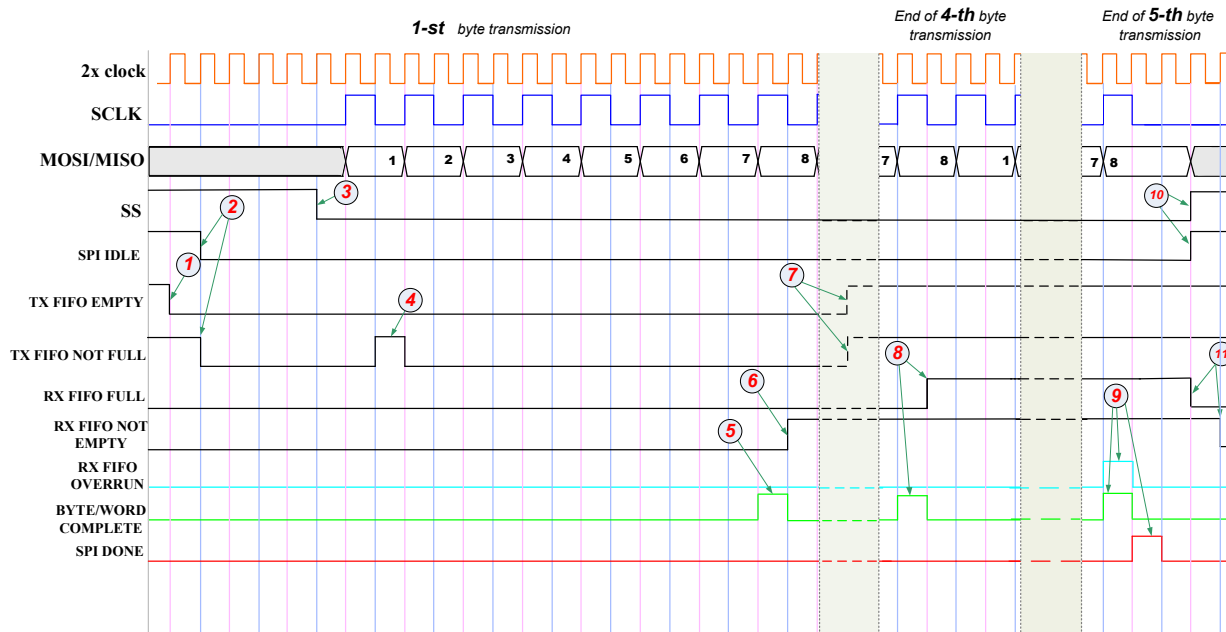 1-st byte transmission
End of 4-th byte
transmission
End of 5-th byte
transmission
2x clock
SCLK
MOSI/MISO
1 2 3 4 5 6 7 8 7 8 1 7 8
SS
3
10
2
SPI IDLE
1
TX FIFO EMPTY
7
4
TX FIFO NOT FULL
8
11
RX FIFO FULL
6
9
RX FIFO NOT
EMPTY
5
RX FIFO
OVERRUN
BYTE/WORD
COMPLETE
SPI DONE